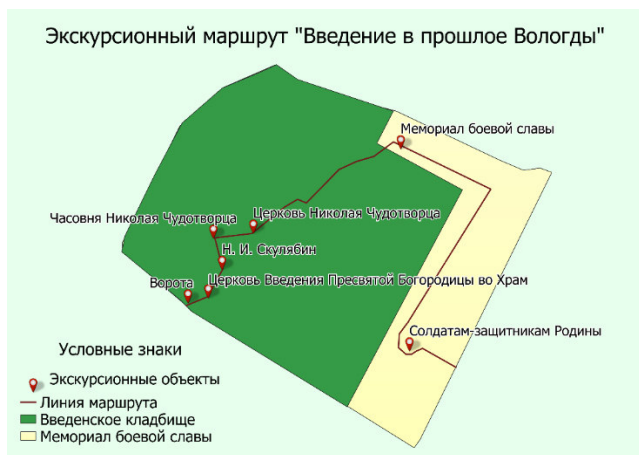 Экскурсионный маршрут "Введение в прошлое Вологды"
Мемориал боевой славы
Часовня Николая Чудотворца
Церковь Николая Чудотворца
Н. И. Скулябин
Ворота
Церковь Введения Пресвятой Богородицы во Храм
Солдатам-защитникам Родины
Условные знаки
Экскурсионные объекты
Линия маршрута
Введенское кладбище
Мемориал боевой славы